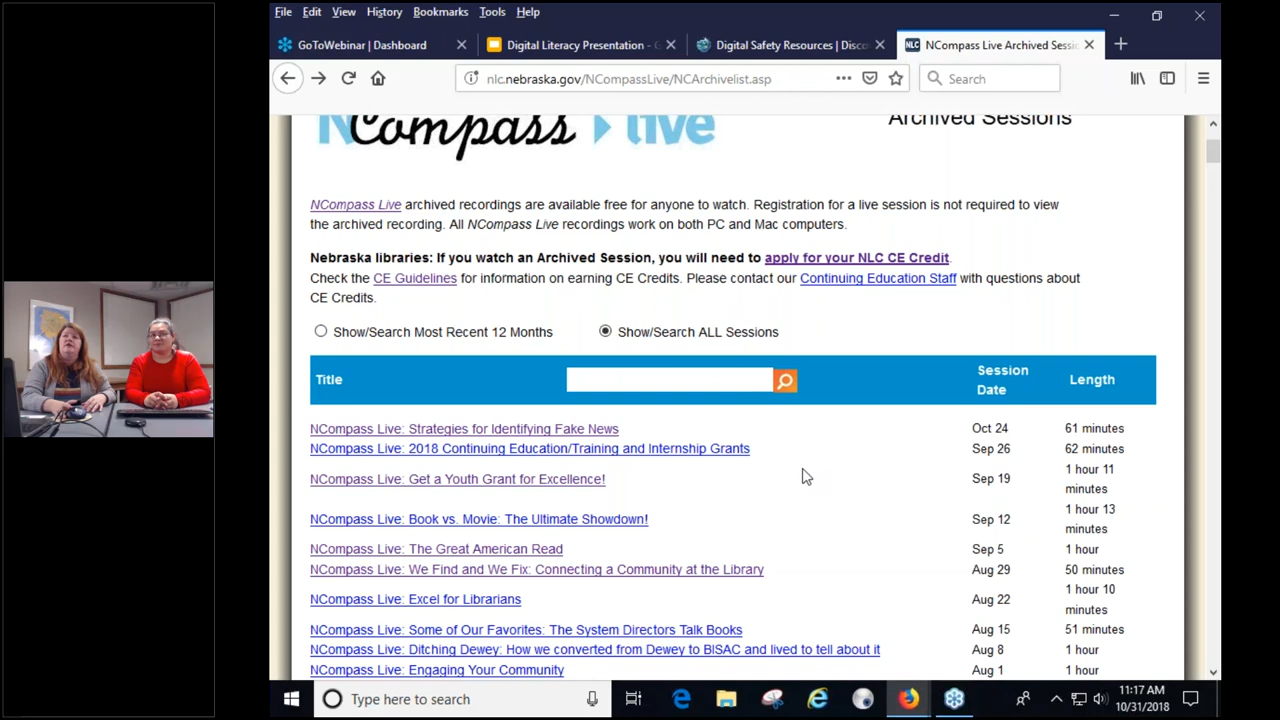 File Edit View History Bookmarks Tools Help
GoToWebinar | Dashboard
Digital Literacy Presentation - G
Digital Safety Resources | Disco
NLC NCompass Live Archived Sessi
nlc.nebraska.gov/NCompassLive/NCArchivelist.asp
Search
NCompass live
Archived Sessions
NCompass Live archived recordings are available free for anyone to watch. Registration for a live session is not required to view
the archived recording. All NCompass Live recordings work on both PC and Mac computers.
Nebraska libraries: If you watch an Archived Session, you will need to apply for your NLC CE Credit.
Check the CE Guidelines for information on earning CE Credits. Please contact our Continuing Education Staff with questions about
CE Credits.
Show/Search Most Recent 12 Months Show/Search ALL Sessions
Title
Session
Date
Length
NCompass Live: Strategies for Identifying Fake News Oct 24 61 minutes
NCompass Live: 2018 Continuing Education/Training and Internship Grants Sep 26 62 minutes
NCompass Live: Get a Youth Grant for Excellence! Sep 19 1 hour 11
minutes
NCompass Live: Book vs. Movie: The Ultimate Showdown! Sep 12 1 hour 13
minutes
NCompass Live: The Great American Read Sep 5 1 hour
NCompass Live: We Find and We Fix: Connecting a Community at the Library Aug 29 50 minutes
NCompass Live: Excel for Librarians Aug 22 1 hour 10
minutes
NCompass Live: Some of Our Favorites: The System Directors Talk Books Aug 15 51 minutes
NCompass Live: Ditching Dewey: How we converted from Dewey to BISAC and lived to tell about it Aug 8 1 hour
NCompass Live: Engaging Your Community Aug 1 1 hour
Type here to search
11:17 AM
10/31/2018